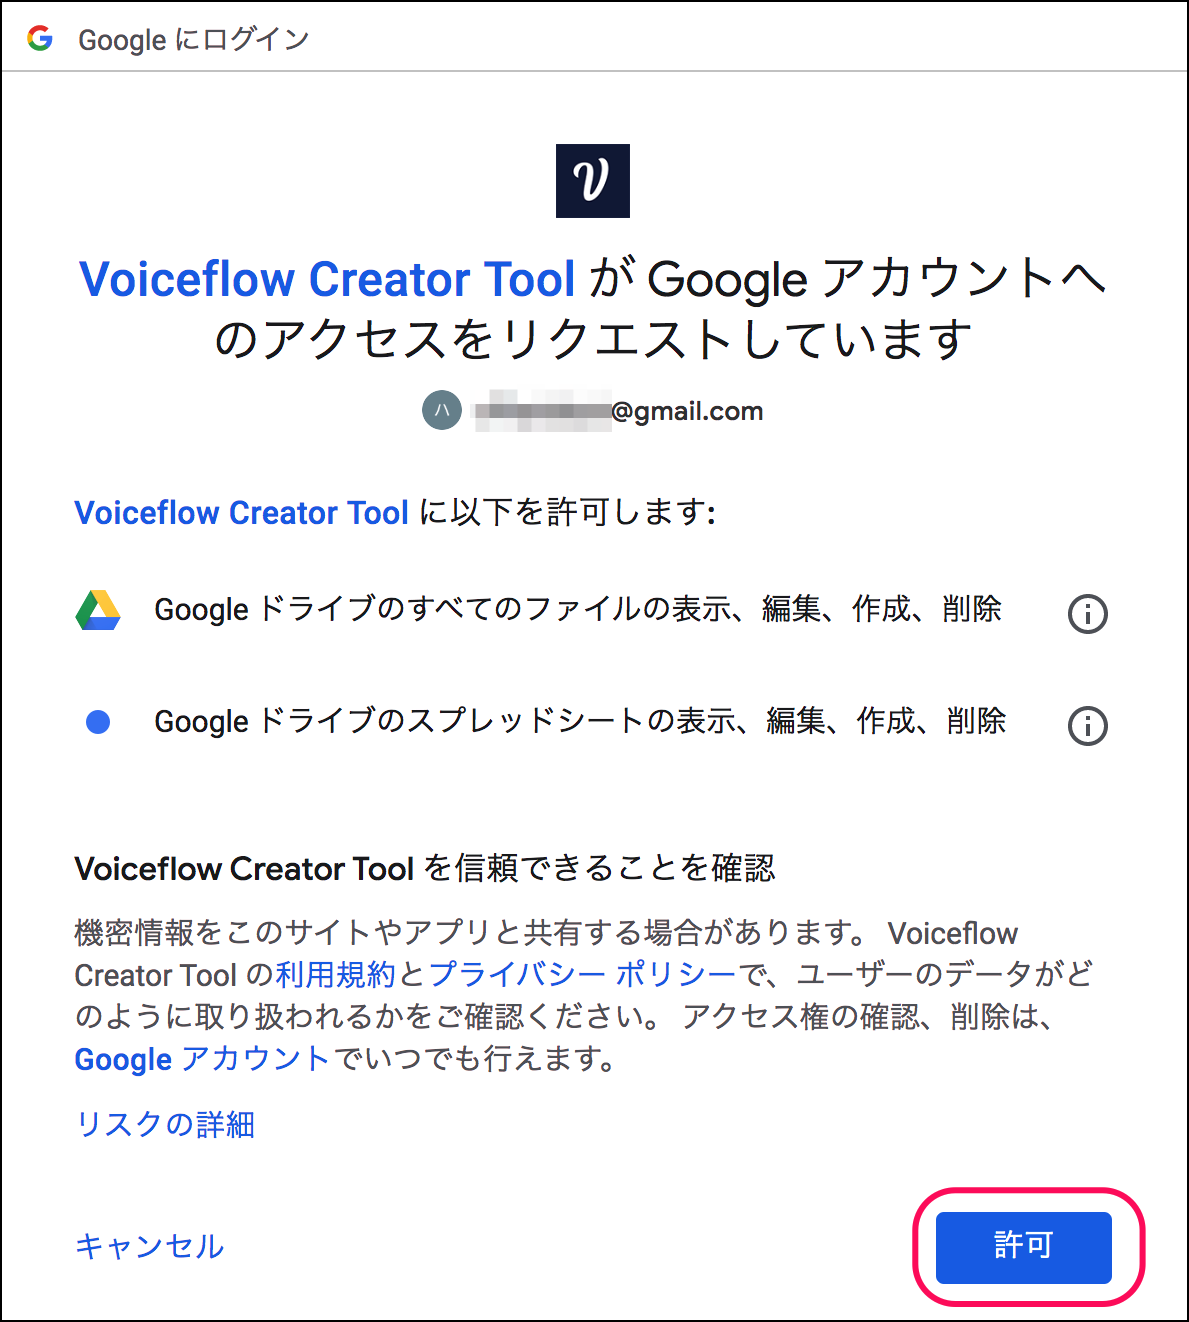 Google にログイン
Voiceflow Creator Tool が Google アカウントへ
のアクセスをリクエストしています
ハ @gmail.com
Voiceflow Creator Tool に以下を許可します:
Google ドライブのすべてのファイルの表示、編集、作成、削除
Google ドライブのスプレッドシートの表示、編集、作成、削除
Voiceflow Creator Tool を信頼できることを確認
機密情報をこのサイトやアプリと共有する場合があります。 Voiceflow
Creator Tool の利用規約とプライバシー ポリシーで、ユーザーのデータがど
のように取り扱われるかをご確認ください。 アクセス権の確認、削除は、
Google アカウントでいつでも行えます。
リスクの詳細
キャンセル
許可